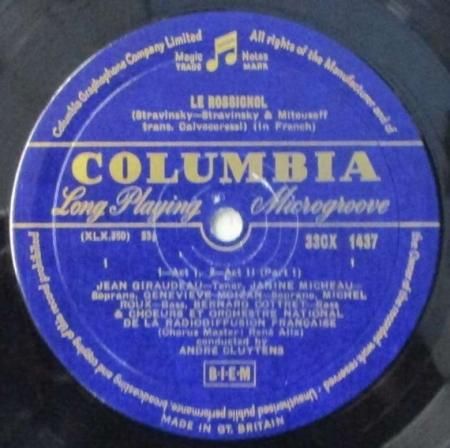 Columbia Graphophone Company Limited
Magic Notes
TRADE MARK
All rights of the Manufacturer and of
LE ROSSIGNOL
(Stravinsky—Stravinsky & Mitousoff
trans. Calvocoressi) (In French)
COLUMBIA
Long Playing Microgroove
(XLX.550) 33⅓
33CX 1437
1 1
1—Act I, 2—Act II (Part 1)
JEAN GIRAUDEAU—Tenor, JANINE MICHEAU—
Soprano, GENEVIEVE MOIZAN—Soprano, MICHEL
ROUX—Bass, BERNARD COTTRET—Bass
& CHOEURS ET ORCHESTRE NATIONAL
DE LA RADIODIFFUSION FRANÇAISE
(Chorus Master: René Alix)
conducted by
ANDRÉ CLUYTENS
B·I·E·M
the Owner of the recorded work reserved · Unauthorised public performance, broadcasting and copying of this record prohibited
MADE IN GT. BRITAIN